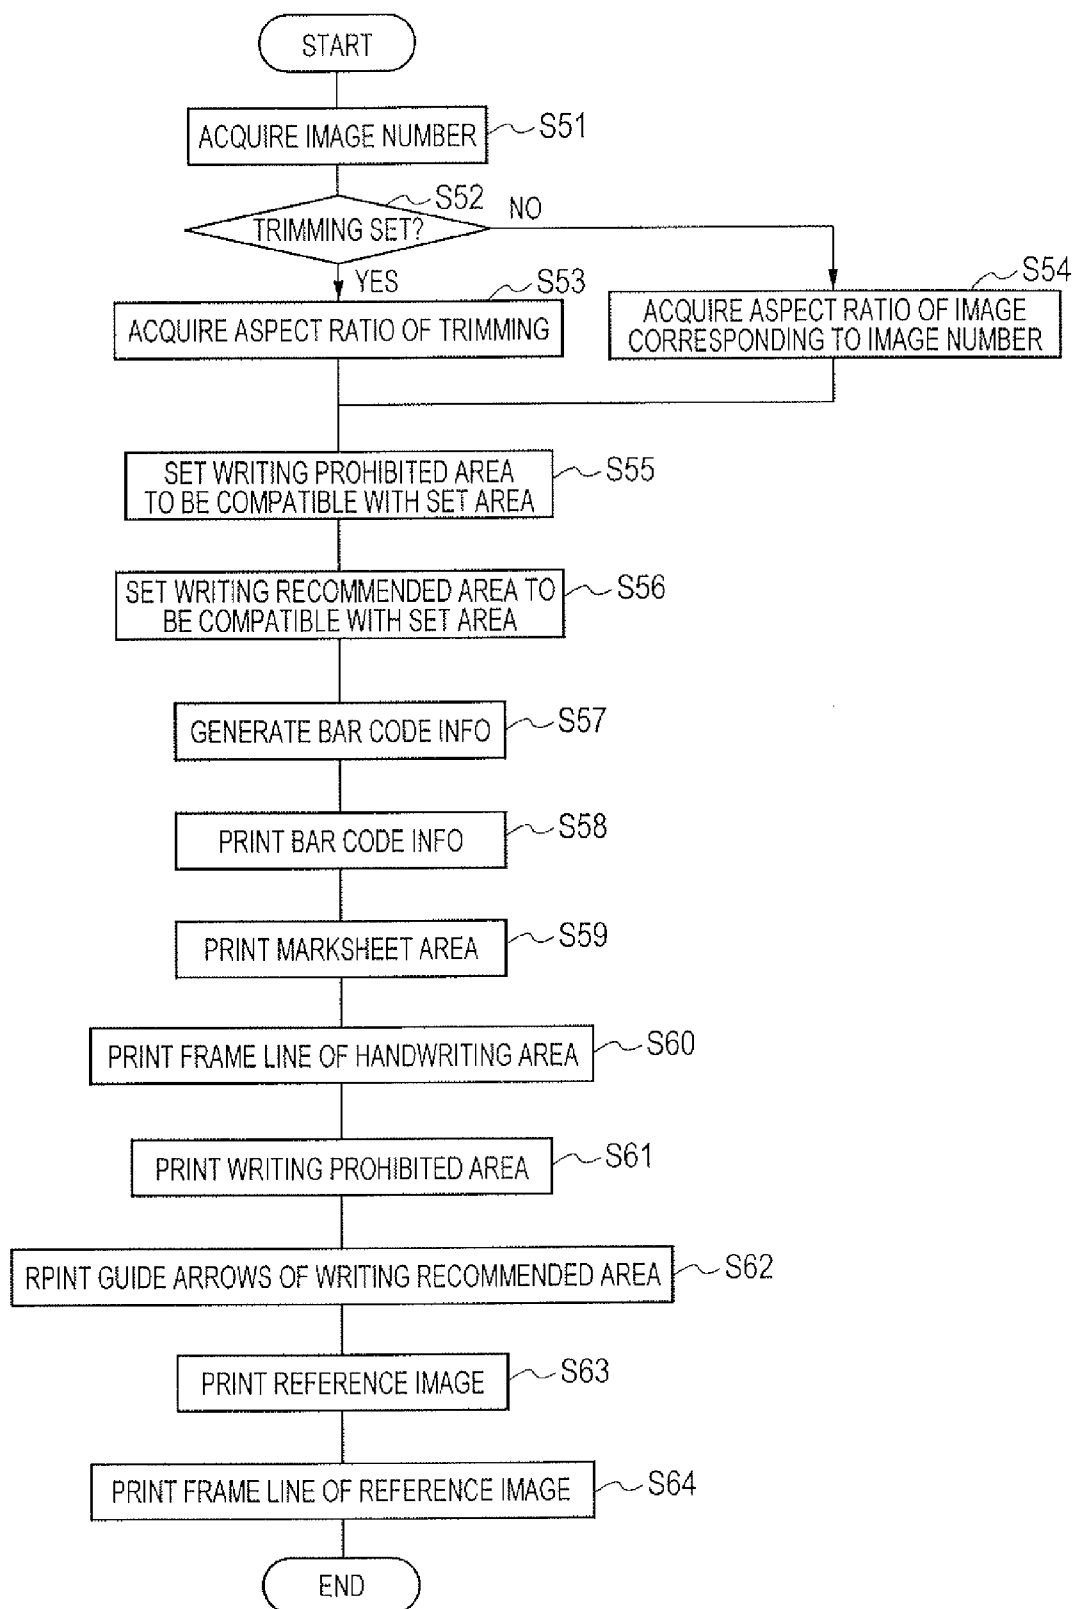 START
ACQUIRE IMAGE NUMBER
S51
S52
TRIMMING SET?
NO
YES
S53
ACQUIRE ASPECT RATIO OF TRIMMING
S54
ACQUIRE ASPECT RATIO OF IMAGE
CORRESPONDING TO IMAGE NUMBER
SET WRITING PROHIBITED AREA
TO BE COMPATIBLE WITH SET AREA
S55
SET WRITING RECOMMENDED AREA TO
BE COMPATIBLE WITH SET AREA
S56
GENERATE BAR CODE INFO
S57
PRINT BAR CODE INFO
S58
PRINT MARKSHEET AREA
S59
PRINT FRAME LINE OF HANDWRITING AREA
S60
PRINT WRITING PROHIBITED AREA
S61
RPINT GUIDE ARROWS OF WRITING RECOMMENDED AREA
S62
PRINT REFERENCE IMAGE
S63
PRINT FRAME LINE OF REFERENCE IMAGE
S64
END